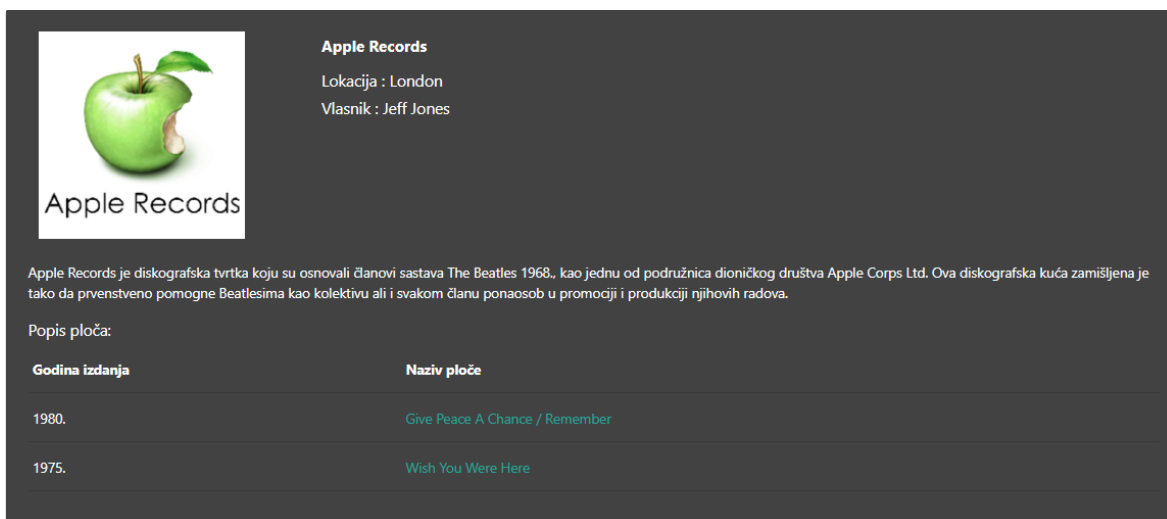 Apple Records
Lokacija : London
Vlasnik : Jeff Jones
Apple Records
Apple Records je diskografska tvrtka koju su osnovali članovi sastava The Beatles 1968., kao jednu od podružnica dioničkog društva Apple Corps Ltd. Ova diskografska kuća zamišljena je
tako da prvenstveno pomogne Beatlesima kao kolektivu ali i svakom članu ponaosob u promociji i produkciji njihovih radova.
Popis ploča:
Godina izdanja Naziv ploče
1980. Give Peace A Chance / Remember
1975. Wish You Were Here